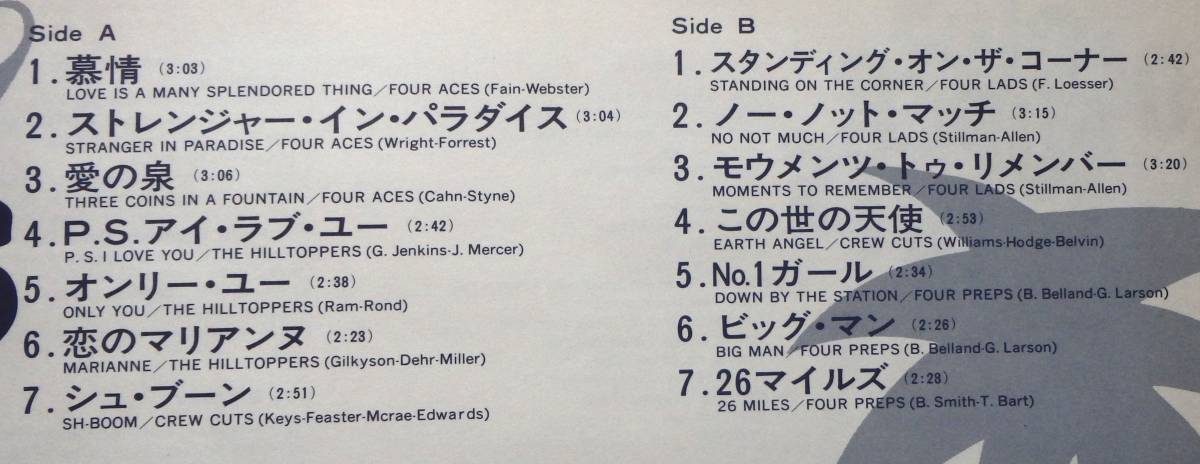 Side A
1. 慕情 (3:03)
LOVE IS A MANY SPLENDORED THING/FOUR ACES (Fain-Webster)
2. ストレンジャー・イン・パラダイス (3:04)
STRANGER IN PARADISE/FOUR ACES (Wright-Forrest)
3. 愛の泉 (3:06)
THREE COINS IN A FOUNTAIN/FOUR ACES (Cahn-Styne)
4. P.S.アイ・ラブ・ユー (2:42)
P.S. I LOVE YOU/THE HILLTOPPERS (G. Jenkins-J. Mercer)
5. オンリー・ユー (2:38)
ONLY YOU/THE HILLTOPPERS (Ram-Rond)
6. 恋のマリアンヌ (2:23)
MARIANNE/THE HILLTOPPERS (Gilkyson-Dehr-Miller)
7. シュ・ブーン (2:51)
SH-BOOM/CREW CUTS (Keys-Feaster-Mcrae-Edwards)
Side B
1. スタンディング・オン・ザ・コーナー (2:42)
STANDING ON THE CORNER/FOUR LADS (F. Loesser)
2. ノー・ノット・マッチ (3:15)
NO NOT MUCH/FOUR LADS (Stillman-Allen)
3. モウメンツ・トゥ・リメンバー (3:20)
MOMENTS TO REMEMBER/FOUR LADS (Stillman-Allen)
4. この世の天使 (2:53)
EARTH ANGEL/CREW CUTS (Williams-Hodge-Belvin)
5. No.1ガール (2:34)
DOWN BY THE STATION/FOUR PREPS (B. Belland-G. Larson)
6. ビッグ・マン (2:26)
BIG MAN/FOUR PREPS (B. Belland-G. Larson)
7. 26マイルズ (2:28)
26 MILES/FOUR PREPS (B. Smith-T. Bart)